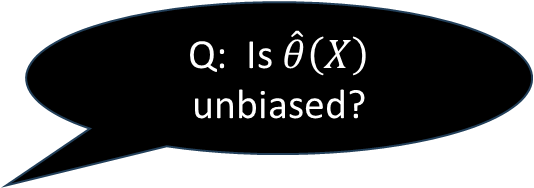 Q: Is θ̂(X)
unbiased?